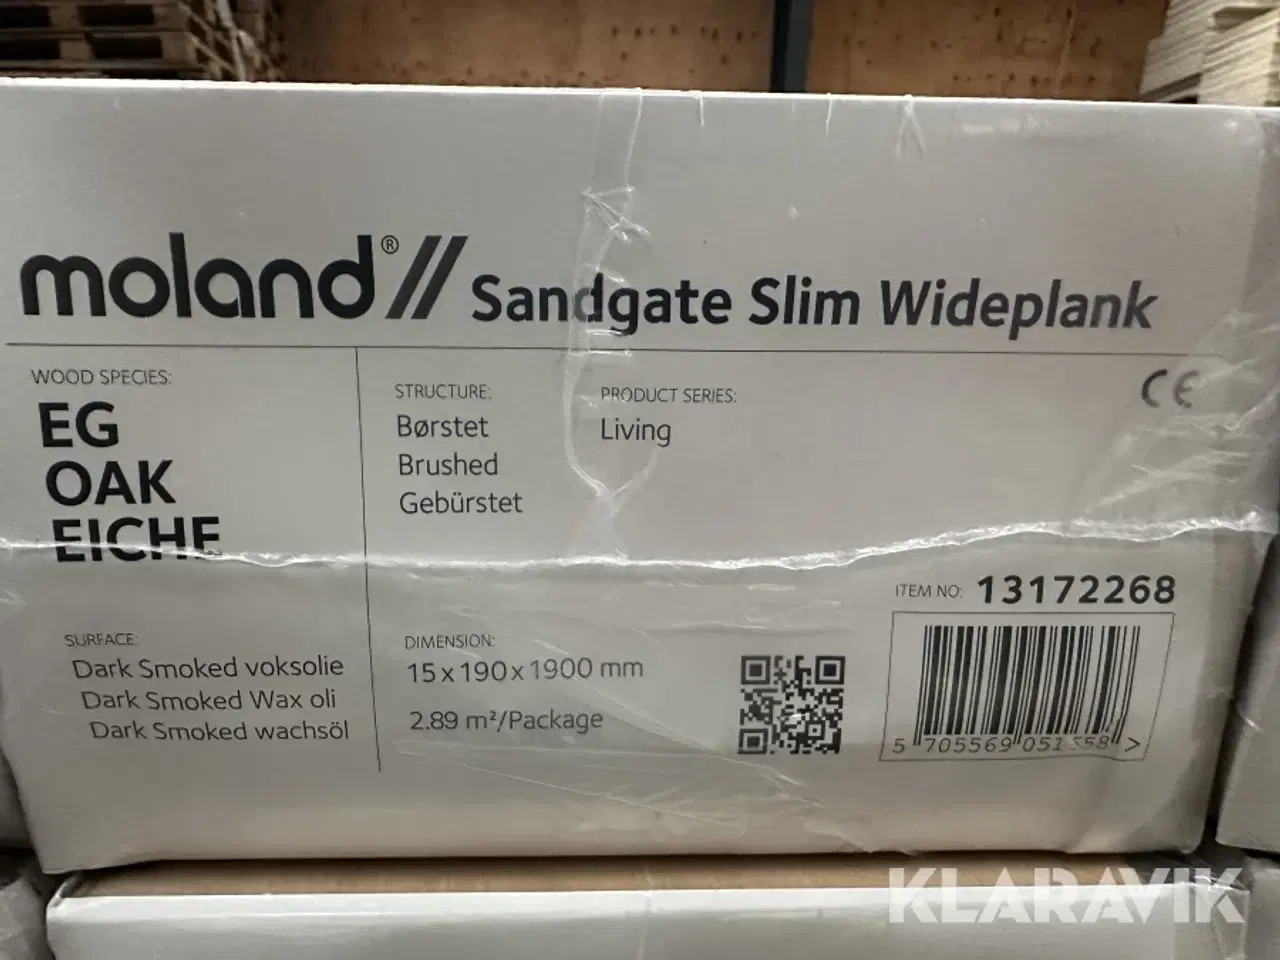 moland® // Sandgate Slim Wideplank
WOOD SPECIES:
EG
OAK
EICHE
STRUCTURE:
Børstet
Brushed
Gebürstet
PRODUCT SERIES:
Living
CE
SURFACE:
Dark Smoked voksolie
Dark Smoked Wax oli
Dark Smoked wachsöl
DIMENSION:
15 x 190 x 1900 mm
2.89 m²/Package
ITEM NO: 13172268
5 705569 >
KLARAVIK